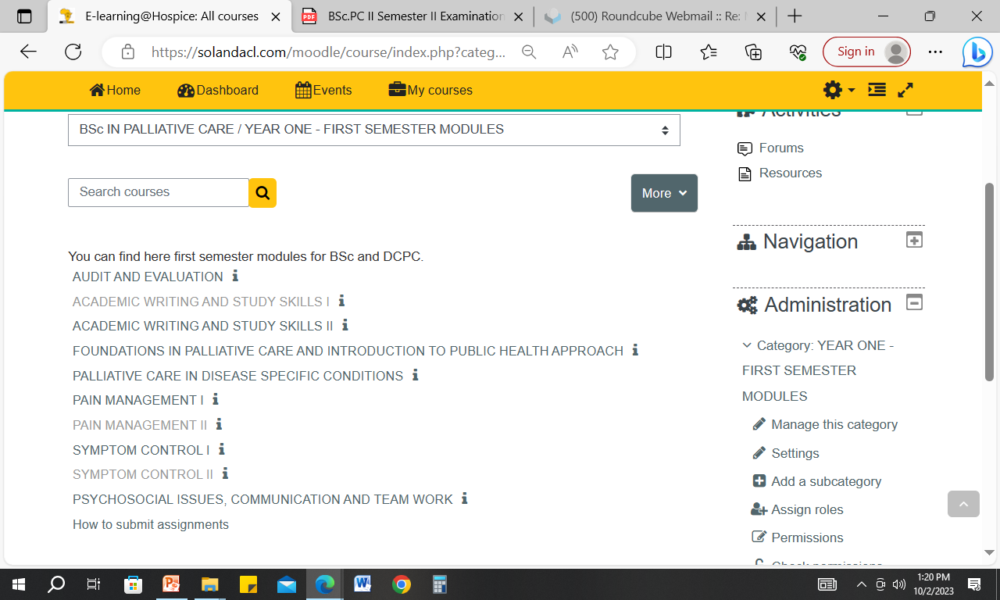 E-learning@Hospice: All courses
BSc.PC II Semester II Examination
(500) Roundcube Webmail :: Re:
https://solandacl.com/moodle/course/index.php?categ...
Sign in
Home
Dashboard
Events
My courses
BSc IN PALLIATIVE CARE / YEAR ONE - FIRST SEMESTER MODULES
Search courses
More
You can find here first semester modules for BSc and DCPC.
AUDIT AND EVALUATION
ACADEMIC WRITING AND STUDY SKILLS I
ACADEMIC WRITING AND STUDY SKILLS II
FOUNDATIONS IN PALLIATIVE CARE AND INTRODUCTION TO PUBLIC HEALTH APPROACH
PALLIATIVE CARE IN DISEASE SPECIFIC CONDITIONS
PAIN MANAGEMENT I
PAIN MANAGEMENT II
SYMPTOM CONTROL I
SYMPTOM CONTROL II
PSYCHOSOCIAL ISSUES, COMMUNICATION AND TEAM WORK
How to submit assignments
Activities
Forums
Resources
Navigation
Administration
Category: YEAR ONE -
FIRST SEMESTER
MODULES
Manage this category
Settings
Add a subcategory
Assign roles
Permissions
Check permissions
1:20 PM
10/2/2023